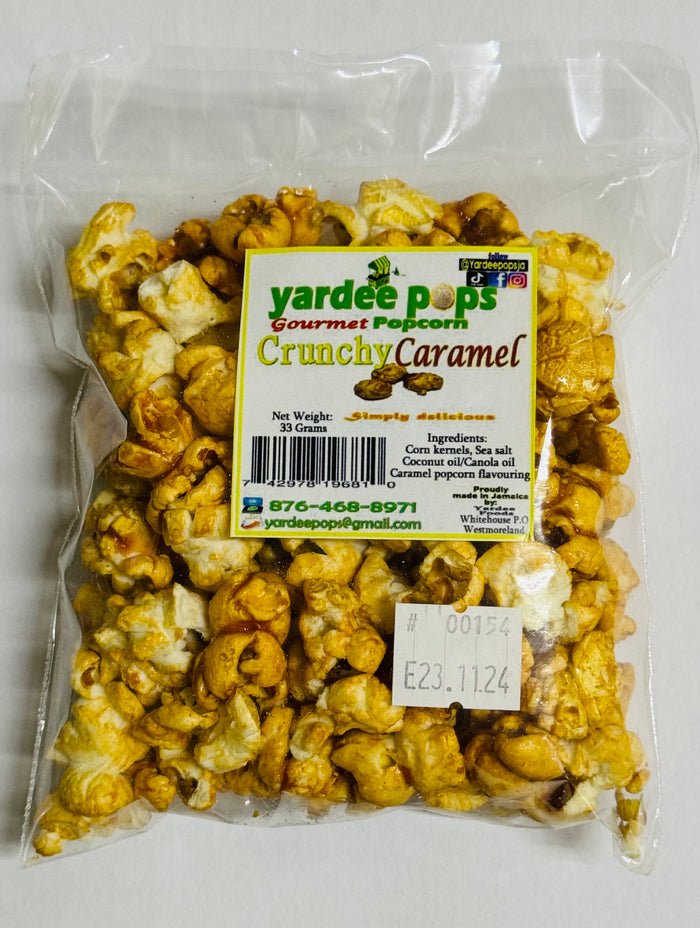 follow
@Yardeepopsja
yardee pops
Gourmet Popcorn
Crunchy Caramel
Simply delicious
Net Weight:
33 Grams
Ingredients:
Corn kernels, Sea salt
Coconut oil/Canola oil
Caramel popcorn flavouring
7 42978 19681 0
876-468-8971
yardeepops@gmail.com
Proudly
made in Jamaica
by:
Yardee
Foods
Whitehouse P.O
Westmoreland
# 00154
E23.11.24